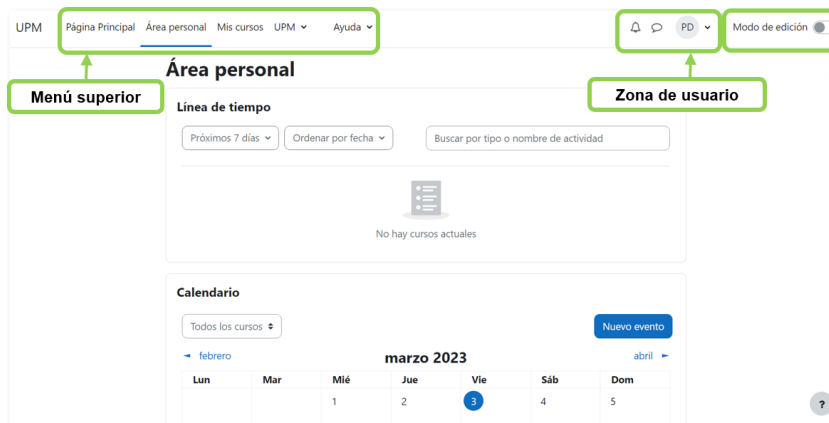 UPM Página Principal Área personal Mis cursos UPM Ayuda PD Modo de edición
Menú superior
Área personal
Zona de usuario
Línea de tiempo
Próximos 7 días Ordenar por fecha Buscar por tipo o nombre de actividad
No hay cursos actuales
Calendario
Todos los cursos Nuevo evento
◄ febrero marzo 2023 abril ►
Lun Mar Mié Jue Vie Sáb Dom
1 2 3 4 5
?